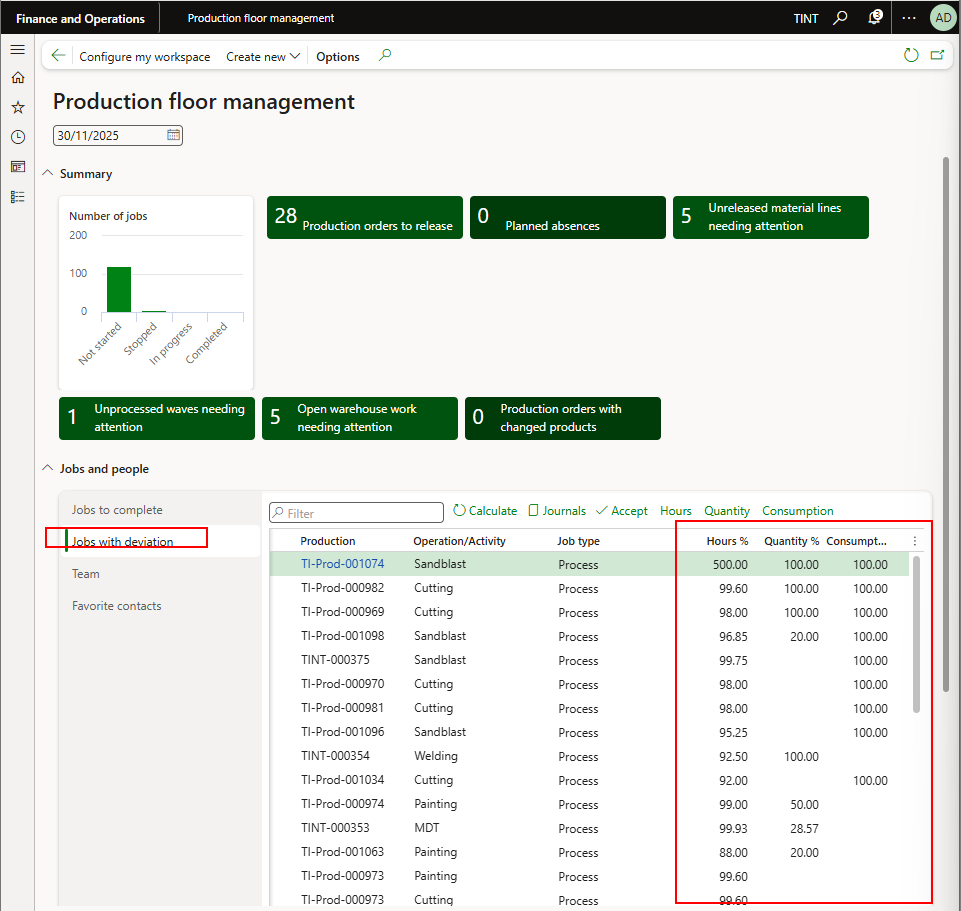 Finance and Operations Production floor management TINT 3 ... AD
Configure my workspace Create new Options
Production floor management
30/11/2025
Summary
Number of jobs
200
100
0
Not started Stopped In progress Completed
28 Production orders to release
0 Planned absences
5 Unreleased material lines
needing attention
1 Unprocessed waves needing
attention
5 Open warehouse work
needing attention
0 Production orders with
changed products
Jobs and people
Jobs to complete
Jobs with deviation
Team
Favorite contacts
Filter Calculate Journals Accept Hours Quantity Consumption
Production Operation/Activity Job type Hours % Quantity % Consumpt...
TI-Prod-001074 Sandblast Process 500.00 100.00 100.00
TI-Prod-000982 Cutting Process 99.60 100.00 100.00
TI-Prod-000969 Cutting Process 98.00 100.00 100.00
TI-Prod-001098 Sandblast Process 96.85 20.00 100.00
TINT-000375 Sandblast Process 99.75 100.00
TI-Prod-000970 Cutting Process 98.00 100.00
TI-Prod-000981 Cutting Process 98.00 100.00
TI-Prod-001096 Sandblast Process 95.25 100.00
TINT-000354 Welding Process 92.50 100.00
TI-Prod-001034 Cutting Process 92.00 100.00
TI-Prod-000974 Painting Process 99.00 50.00
TINT-000353 MDT Process 99.93 28.57
TI-Prod-001063 Painting Process 88.00 20.00
TI-Prod-000973 Painting Process 99.60
TI-Prod-000973 Cutting Process 99.60